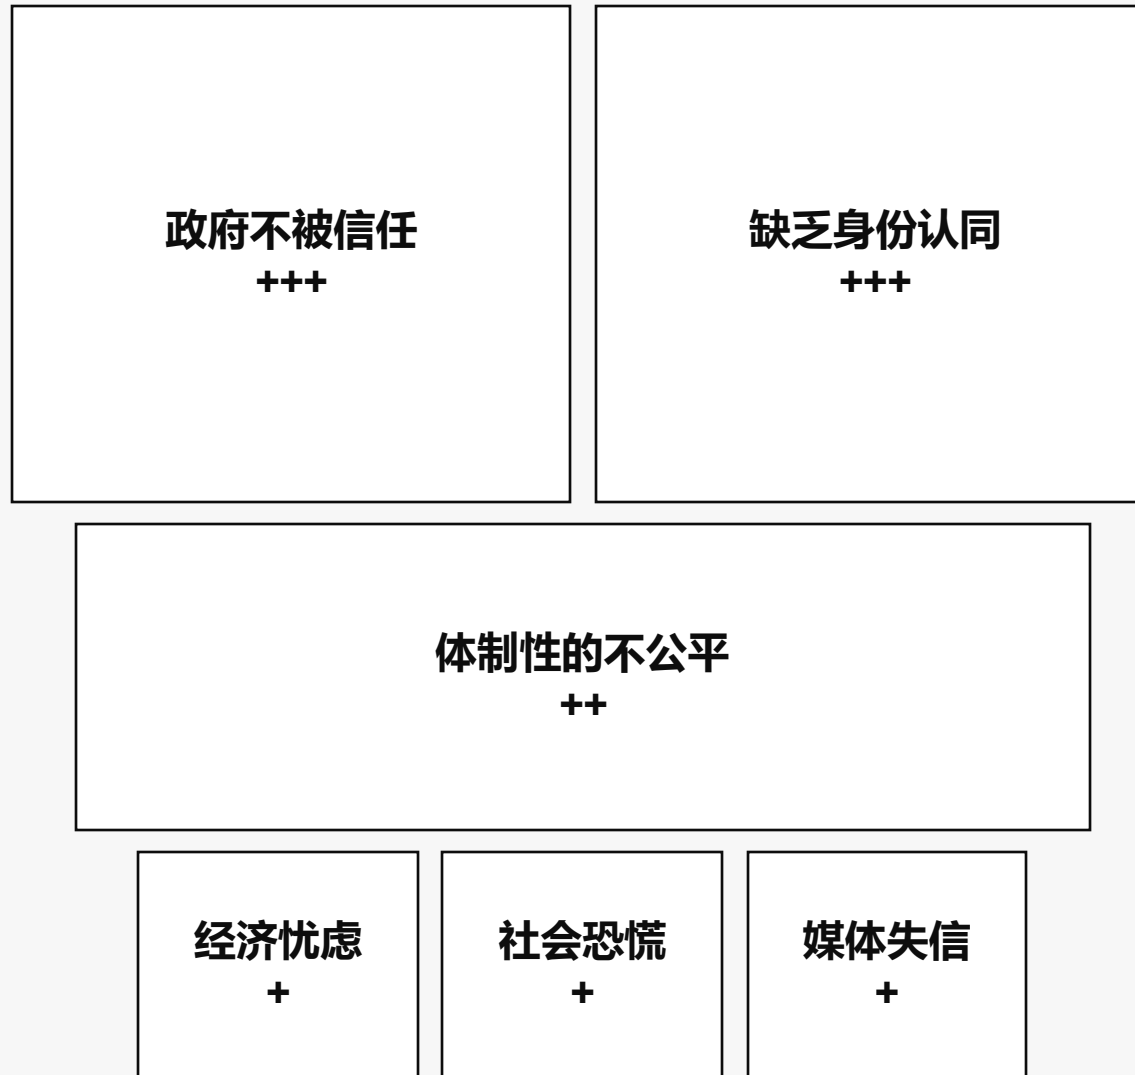 政府不被信任
+++
缺乏身份认同
+++
体制性的不公平
++
经济忧虑
+
社会恐慌
+
媒体失信
+